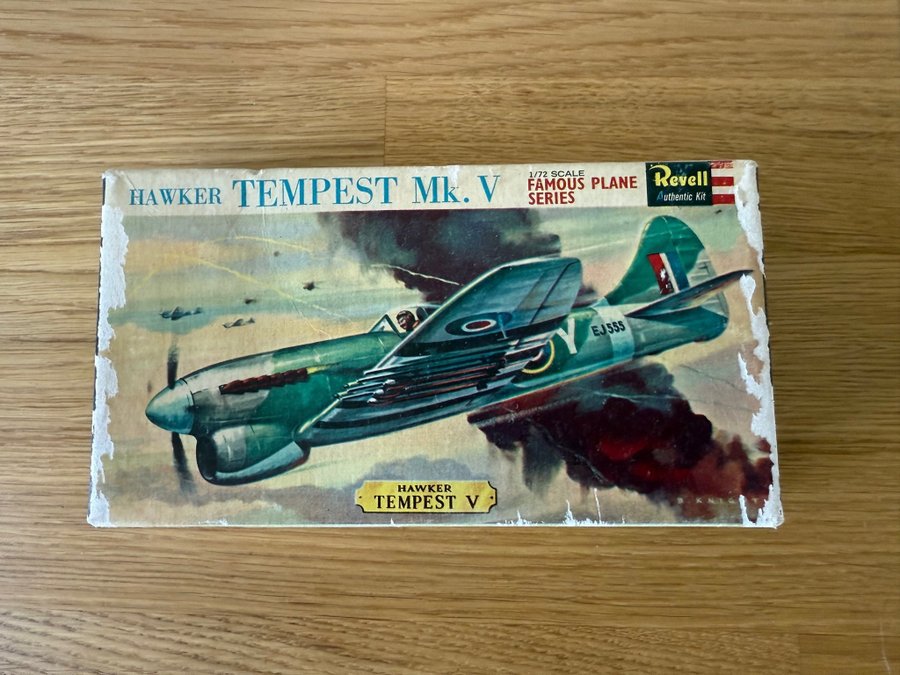 HAWKER TEMPEST Mk. V
1/72 SCALE
FAMOUS PLANE
SERIES
Revell
Authentic Kit
Y
EJ555
HAWKER
TEMPEST V